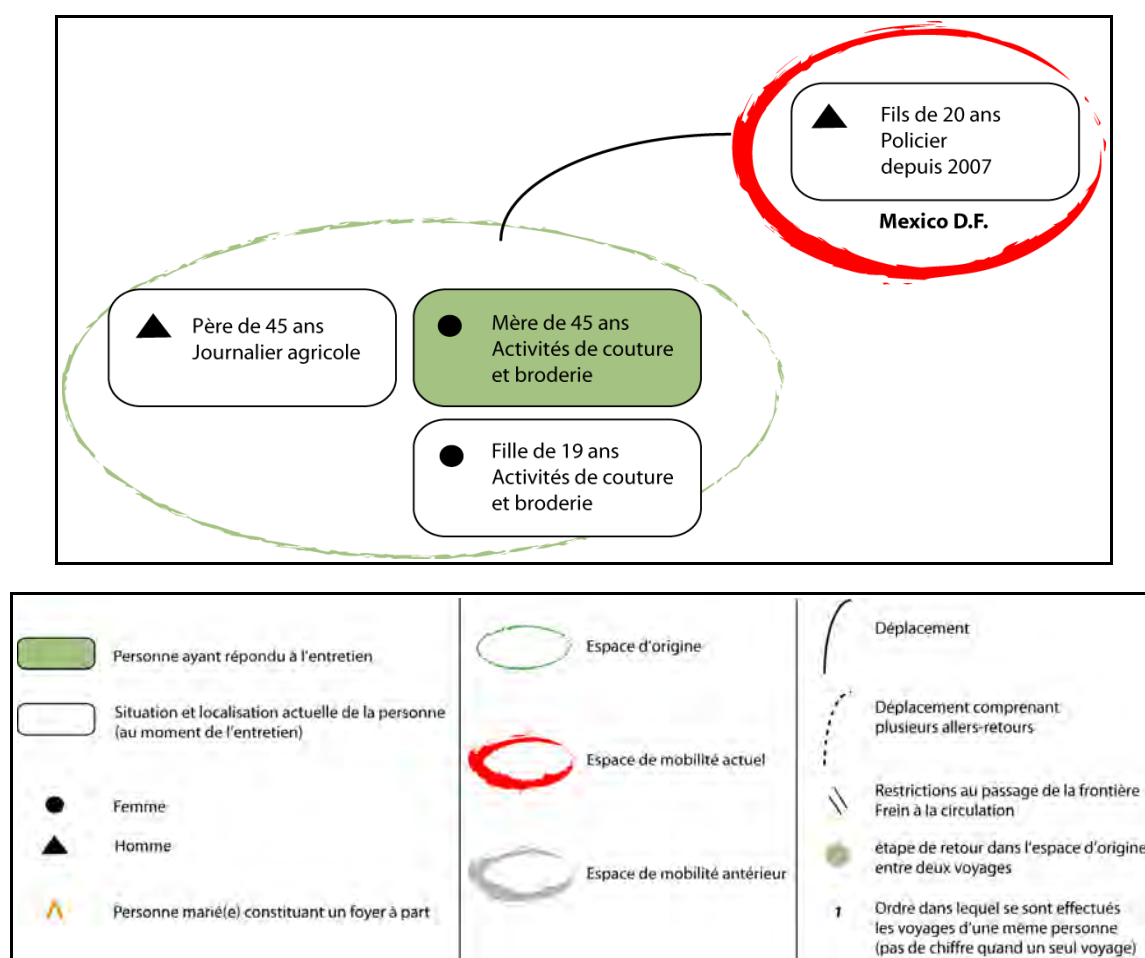 Fils de 20 ans
Policier
depuis 2007
Mexico D.F.
Père de 45 ans
Journalier agricole
Mère de 45 ans
Activités de couture
et broderie
Fille de 19 ans
Activités de couture
et broderie
Personne ayant répondu à l'entretien
Situation et localisation actuelle de la personne
(au moment de l'entretien)
Femme
Homme
Personne marié(e) constituant un foyer à part
Espace d'origine
Espace de mobilité actuel
Espace de mobilité antérieur
Déplacement
Déplacement comprenant
plusieurs allers-retours
Restrictions au passage de la frontière
Frein à la circulation
étape de retour dans l'espace d'origine
entre deux voyages
1 Ordre dans lequel se sont effectués
les voyages d'une même personne
(pas de chiffre quand un seul voyage)